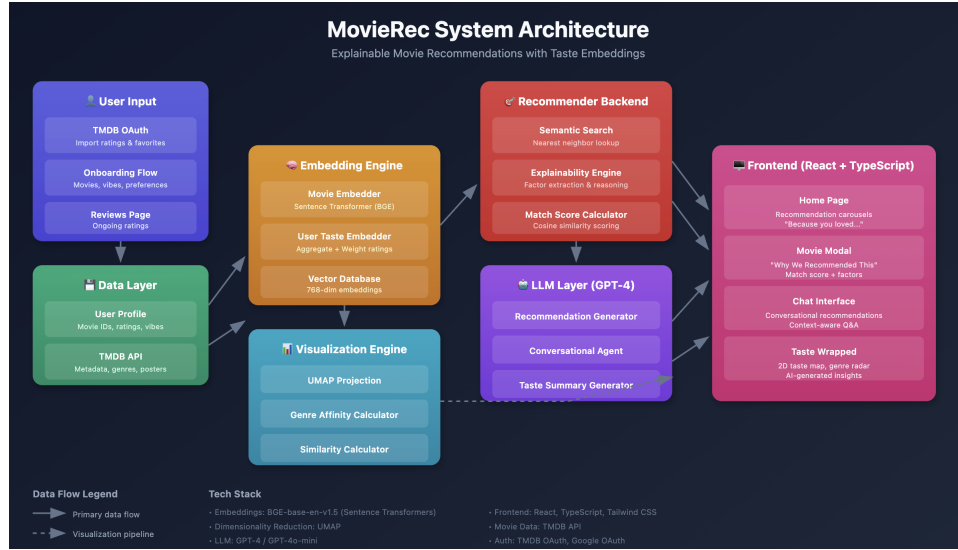 MovieRec System Architecture
Explainable Movie Recommendations with Taste Embeddings
User Input
TMDB OAuth
Import ratings & favorites
Onboarding Flow
Movies, vibes, preferences
Reviews Page
Ongoing ratings
Data Layer
User Profile
Movie IDs, ratings, vibes
TMDB API
Metadata, genres, posters
Embedding Engine
Movie Embedder
Sentence Transformer (BGE)
User Taste Embedder
Aggregate + Weight ratings
Vector Database
768-dim embeddings
Visualization Engine
UMAP Projection
Genre Affinity Calculator
Similarity Calculator
Recommender Backend
Semantic Search
Nearest neighbor lookup
Explainability Engine
Factor extraction & reasoning
Match Score Calculator
Cosine similarity scoring
LLM Layer (GPT-4)
Recommendation Generator
Conversational Agent
Taste Summary Generator
Frontend (React + TypeScript)
Home Page
Recommendation carousels
"Because you loved..."
Movie Modal
"Why We Recommended This"
Match score + factors
Chat Interface
Conversational recommendations
Context-aware Q&A
Taste Wrapped
2D taste map, genre radar
AI-generated insights
Data Flow Legend
Primary data flow
Visualization pipeline
Tech Stack
• Embeddings: BGE-base-en-v1.5 (Sentence Transformers)
• Dimensionality Reduction: UMAP
• LLM: GPT-4 / GPT-4o-mini
• Frontend: React, TypeScript, Tailwind CSS
• Movie Data: TMDB API
• Auth: TMDB OAuth, Google OAuth